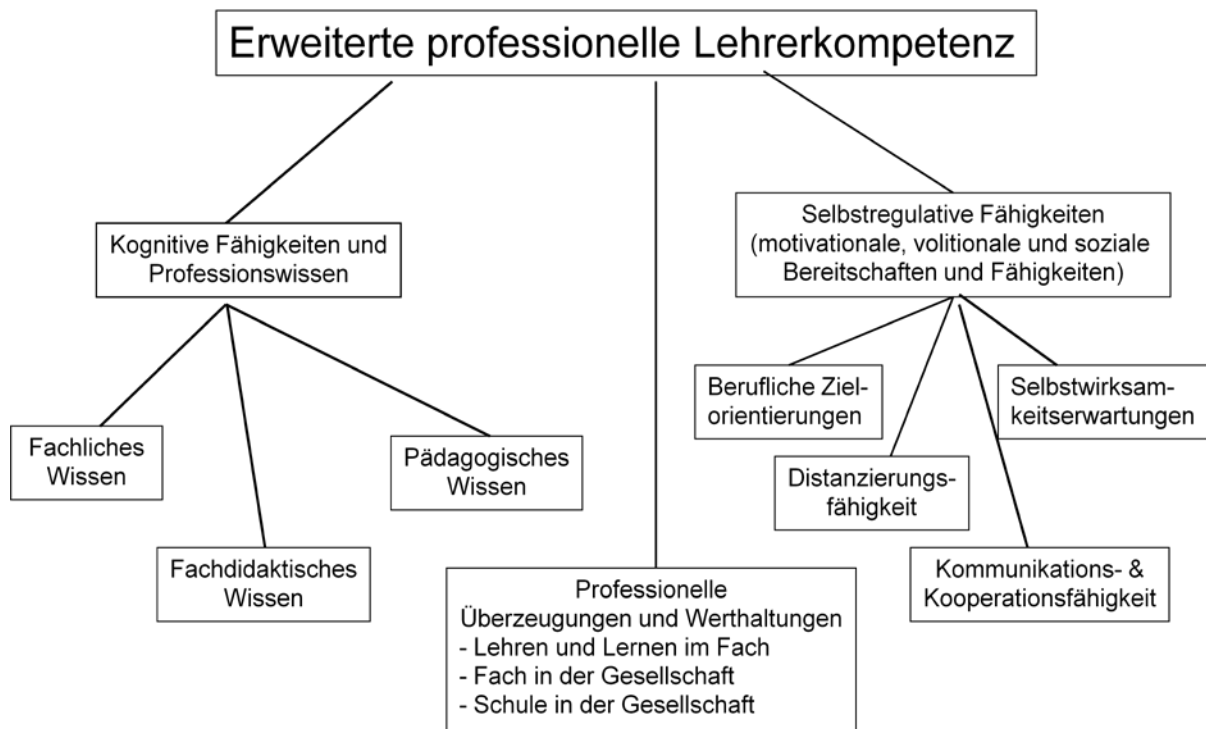 Erweiterte professionelle Lehrerkompetenz
Kognitive Fähigkeiten und
Professionswissen
Selbstregulative Fähigkeiten
(motivationale, volitionale und soziale
Bereitschaften und Fähigkeiten)
Fachliches
Wissen
Fachdidaktisches
Wissen
Pädagogisches
Wissen
Professionelle
Überzeugungen und Werthaltungen
- Lehren und Lernen im Fach
- Fach in der Gesellschaft
- Schule in der Gesellschaft
Berufliche Ziel-
orientierungen
Distanzierungs-
fähigkeit
Kommunikations- &
Kooperationsfähigkeit
Selbstwirksam-
keitserwartungen